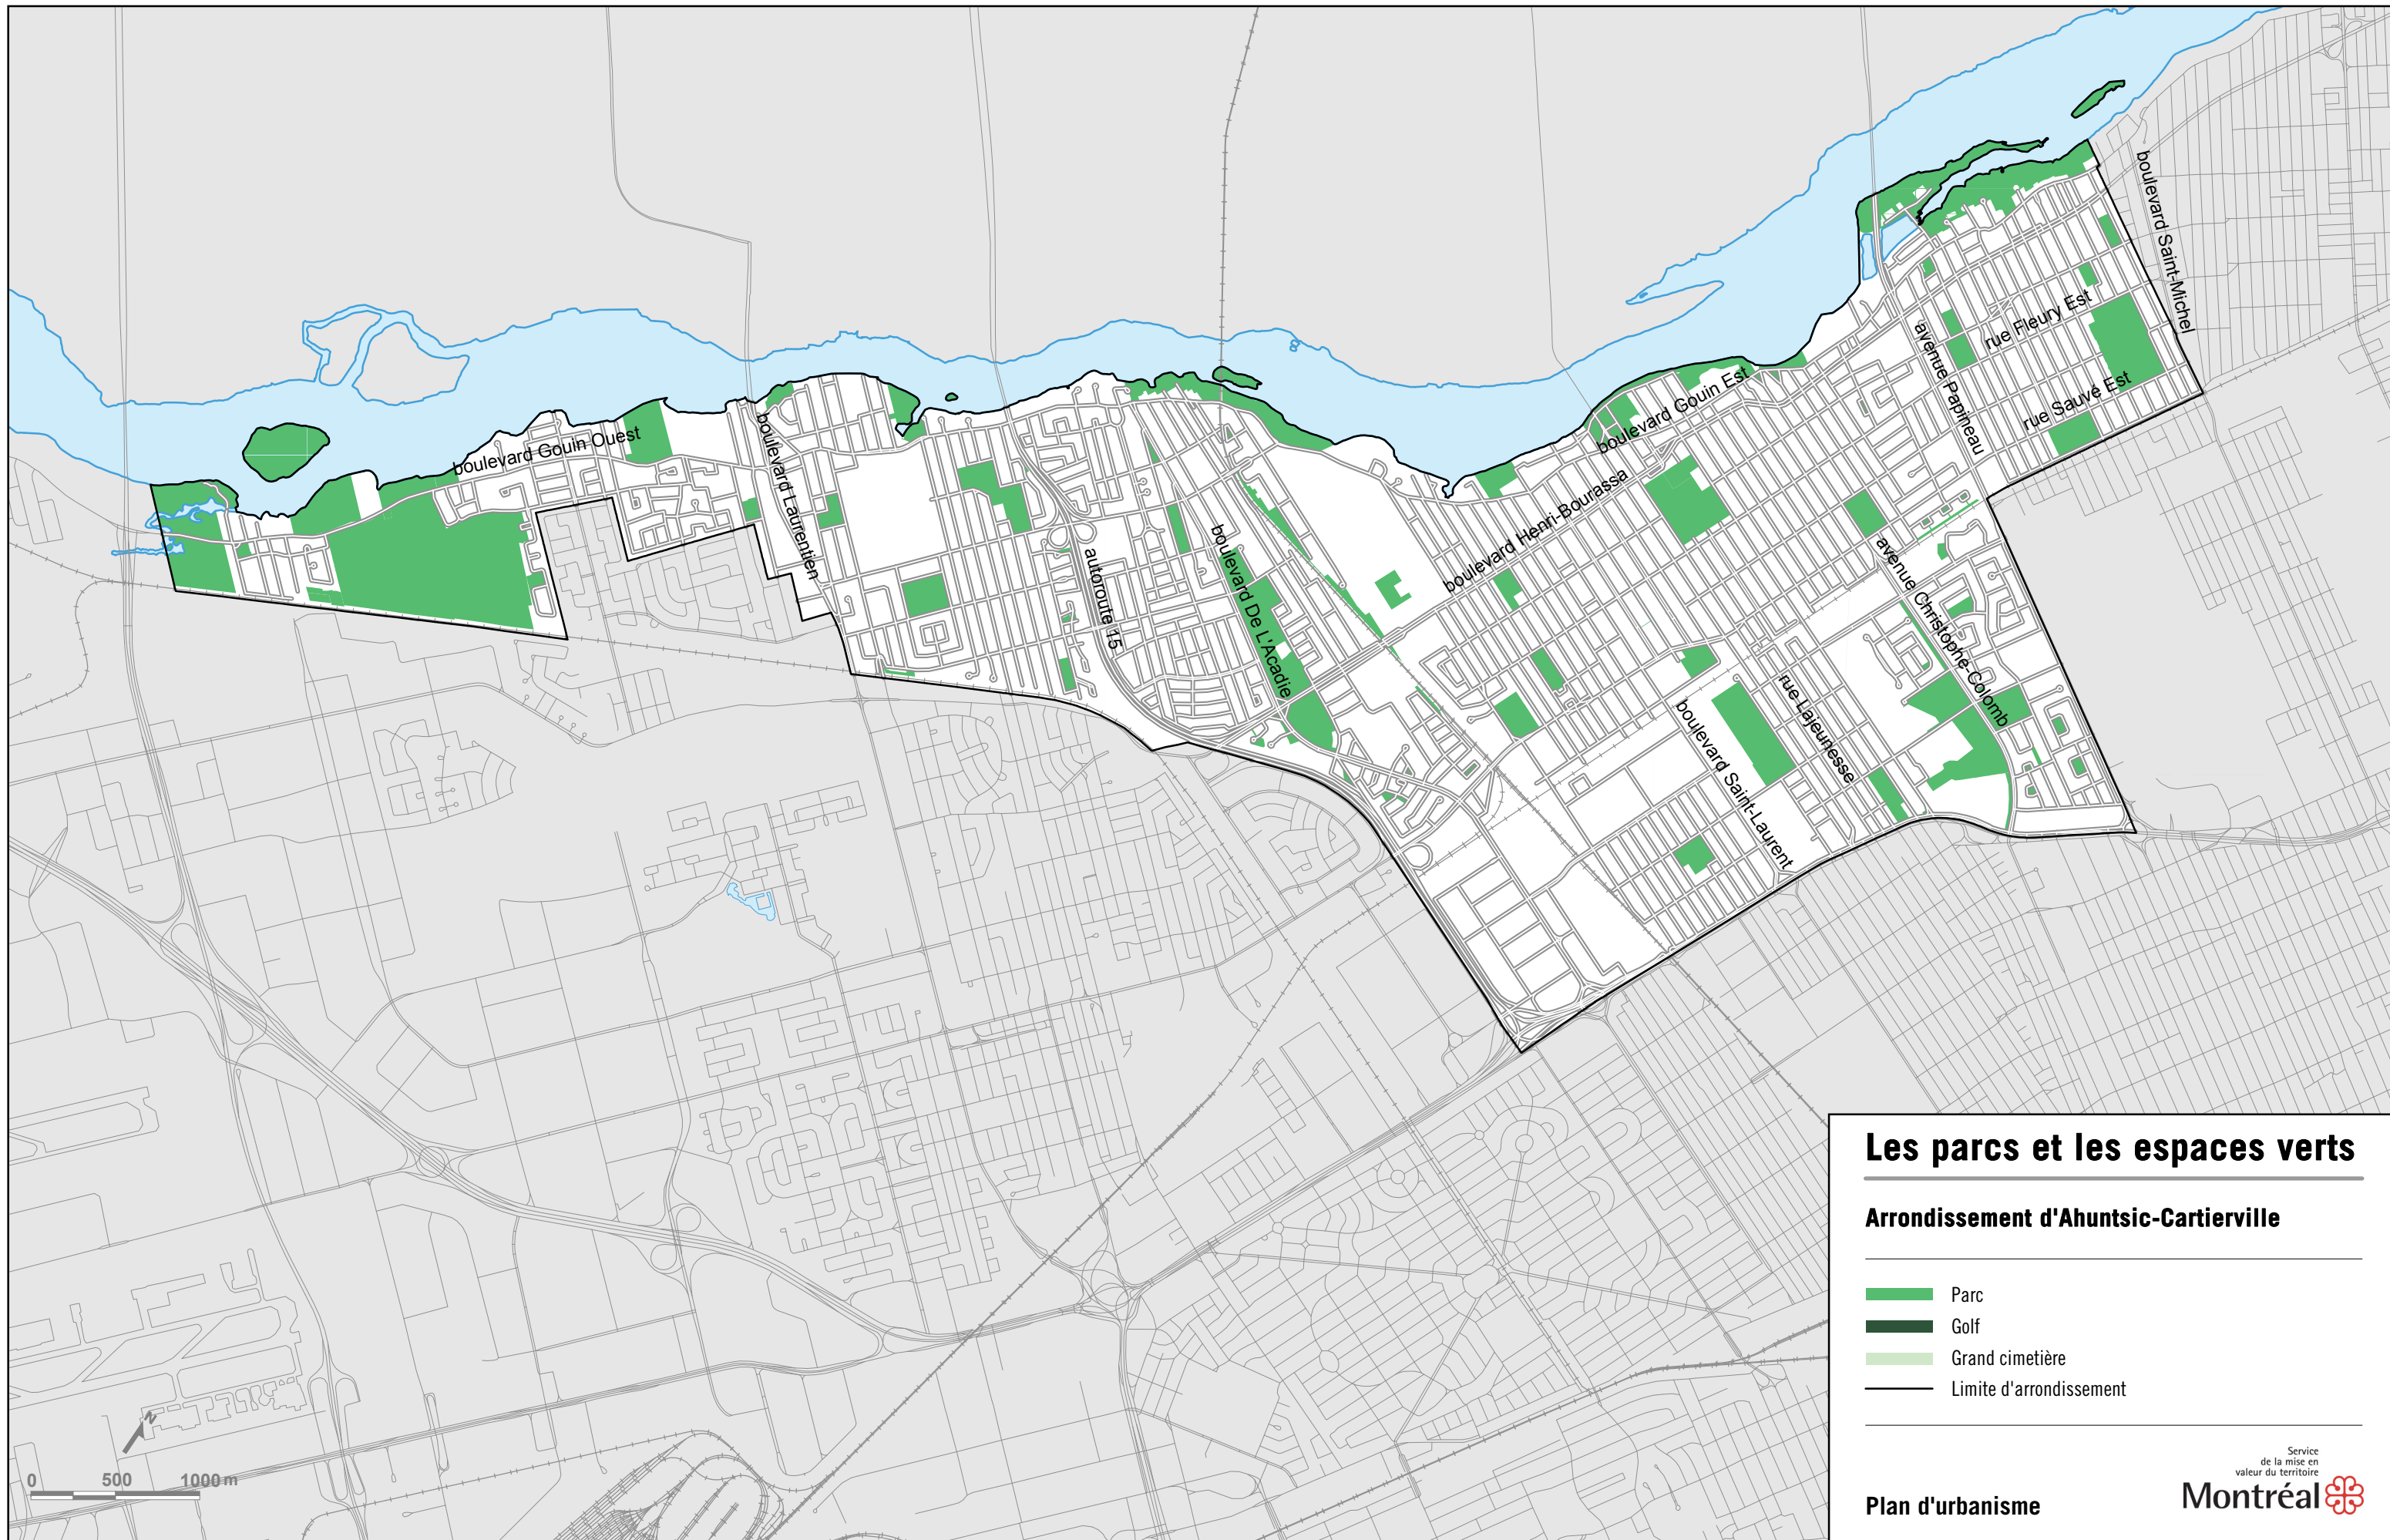 boulevard Saint-Michel
rue Fleury Est
avenue Papineau
rue Sauvé Est
boulevard Gouin Est
boulevard Gouin Ouest
boulevard Laurentien
boulevard Henri-Bourassa
autoroute 15
boulevard De L'Acadie
avenue Christophe-Colomb
rue Lajeunesse
boulevard Saint-Laurent
Les parcs et les espaces verts
Arrondissement d'Ahuntsic-Cartierville
Parc
Golf
Grand cimetière
Limite d'arrondissement
N
0 500 1000 m
Service
de la mise en
valeur du territoire
Montréal
Plan d'urbanisme